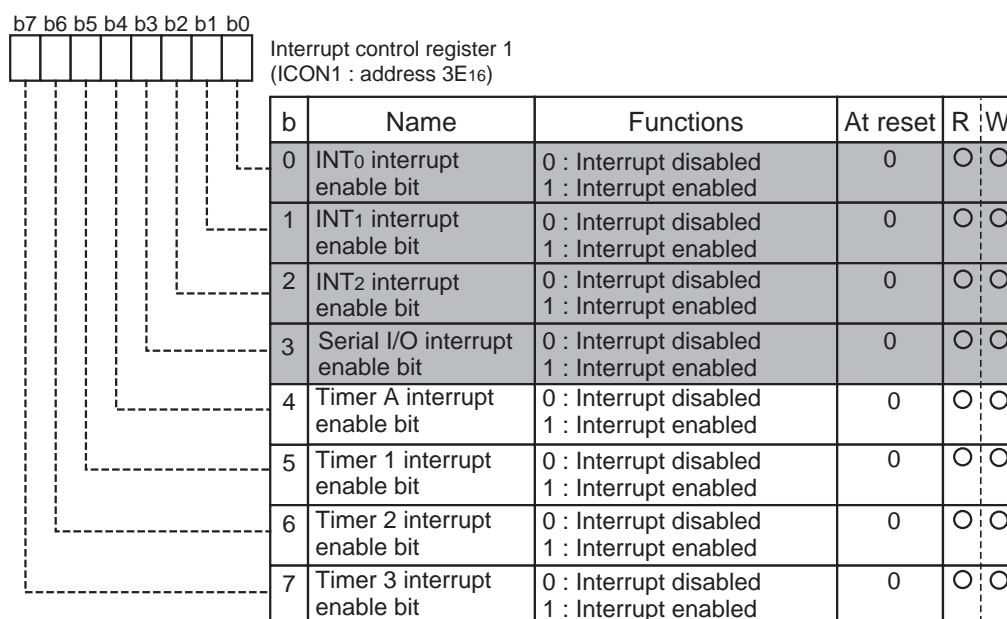 b7 b6 b5 b4 b3 b2 b1 b0
Interrupt control register 1
(ICON1 : address 3E16)
b Name Functions At reset R W
0 INT0 interrupt enable bit 0 : Interrupt disabled
1 : Interrupt enabled 0 O O
1 INT1 interrupt enable bit 0 : Interrupt disabled
1 : Interrupt enabled 0 O O
2 INT2 interrupt enable bit 0 : Interrupt disabled
1 : Interrupt enabled 0 O O
3 Serial I/O interrupt enable bit 0 : Interrupt disabled
1 : Interrupt enabled 0 O O
4 Timer A interrupt enable bit 0 : Interrupt disabled
1 : Interrupt enabled 0 O O
5 Timer 1 interrupt enable bit 0 : Interrupt disabled
1 : Interrupt enabled 0 O O
6 Timer 2 interrupt enable bit 0 : Interrupt disabled
1 : Interrupt enabled 0 O O
7 Timer 3 interrupt enable bit 0 : Interrupt disabled
1 : Interrupt enabled 0 O O